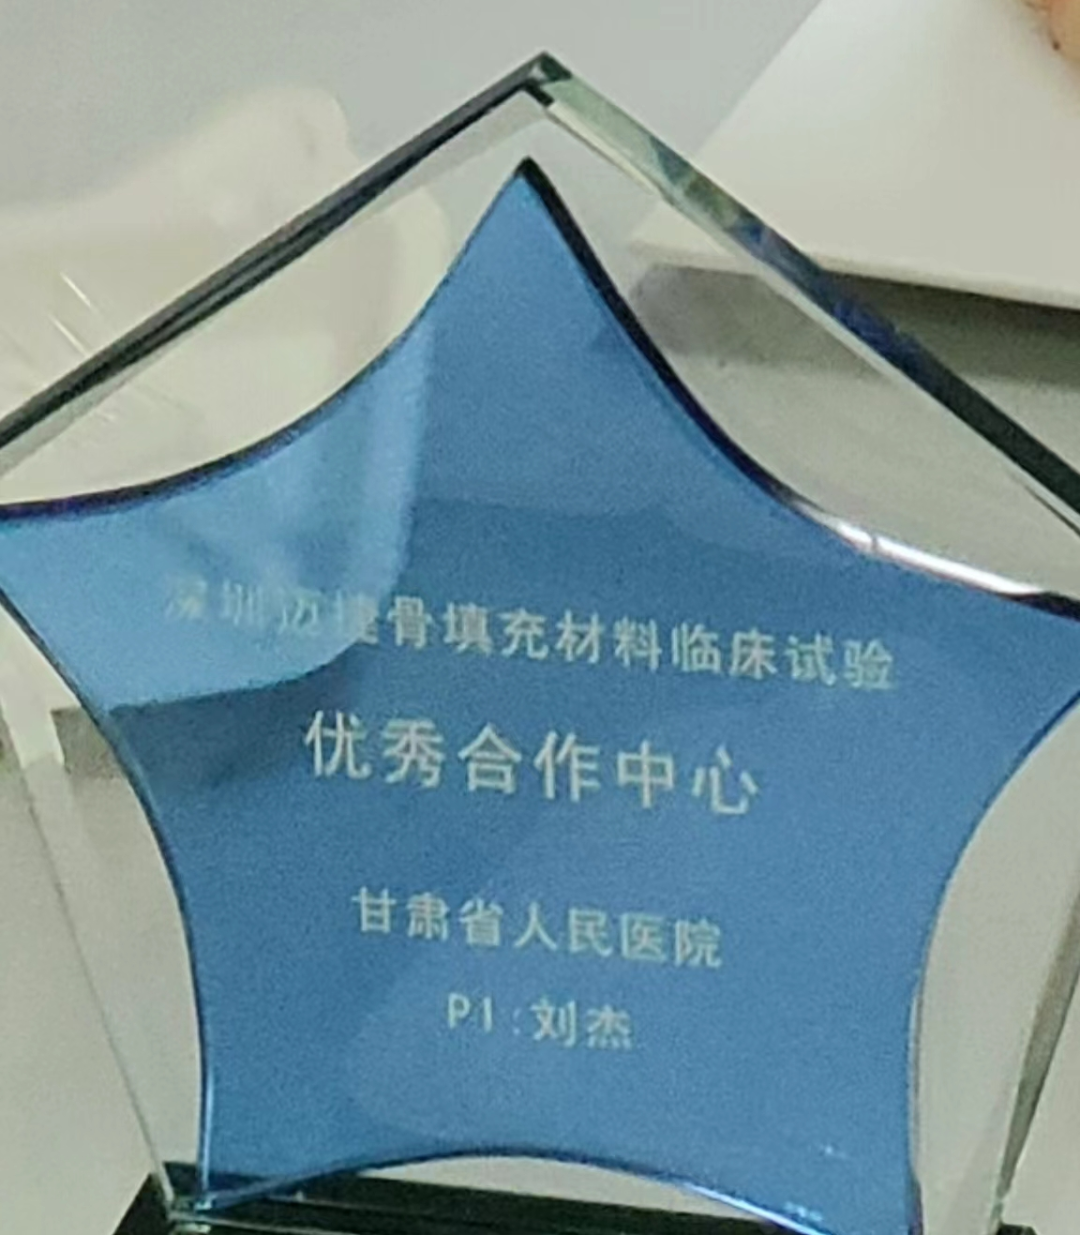 深圳迈捷骨填充材料临床试验
优秀合作中心
甘肃省人民医院
PI:刘杰